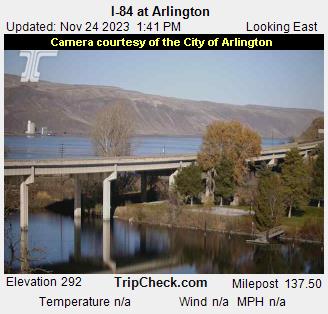 I-84 at Arlington
Updated: Nov 24 2023 1:41 PM Looking East
Camera courtesy of the City of Arlington
Elevation 292 TripCheck.com Milepost 137.50
Temperature n/a Wind n/a MPH n/a